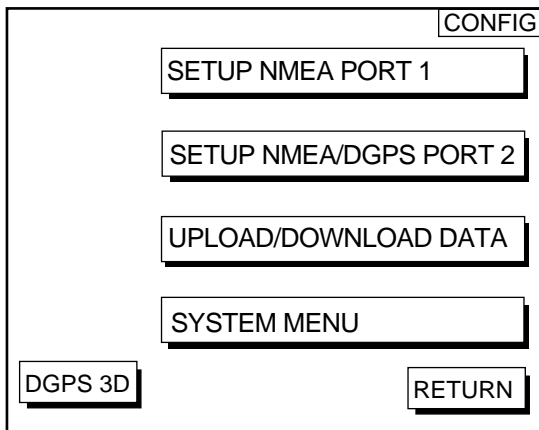 CONFIG
SETUP NMEA PORT 1
SETUP NMEA/DGPS PORT 2
UPLOAD/DOWNLOAD DATA
SYSTEM MENU
DGPS 3D
RETURN